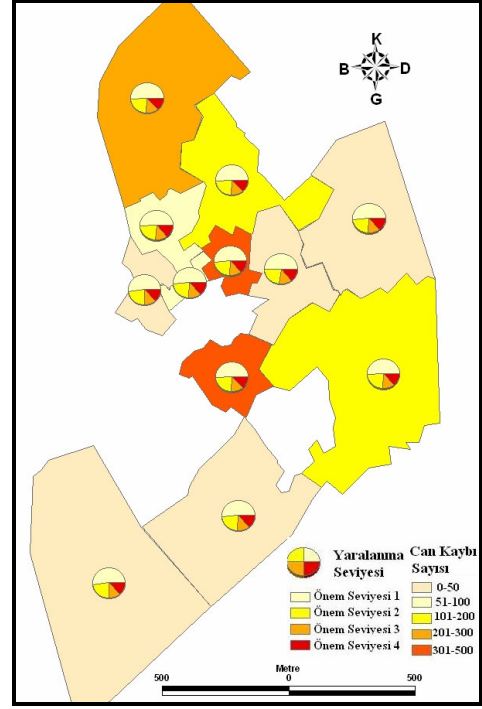 K
B D
G
Yaralanma
Seviyesi
Önem Seviyesi 1
Önem Seviyesi 2
Önem Seviyesi 3
Önem Seviyesi 4
Can Kaybı
Sayısı
0-50
51-100
101-200
201-300
301-500
Metre
500 0 500